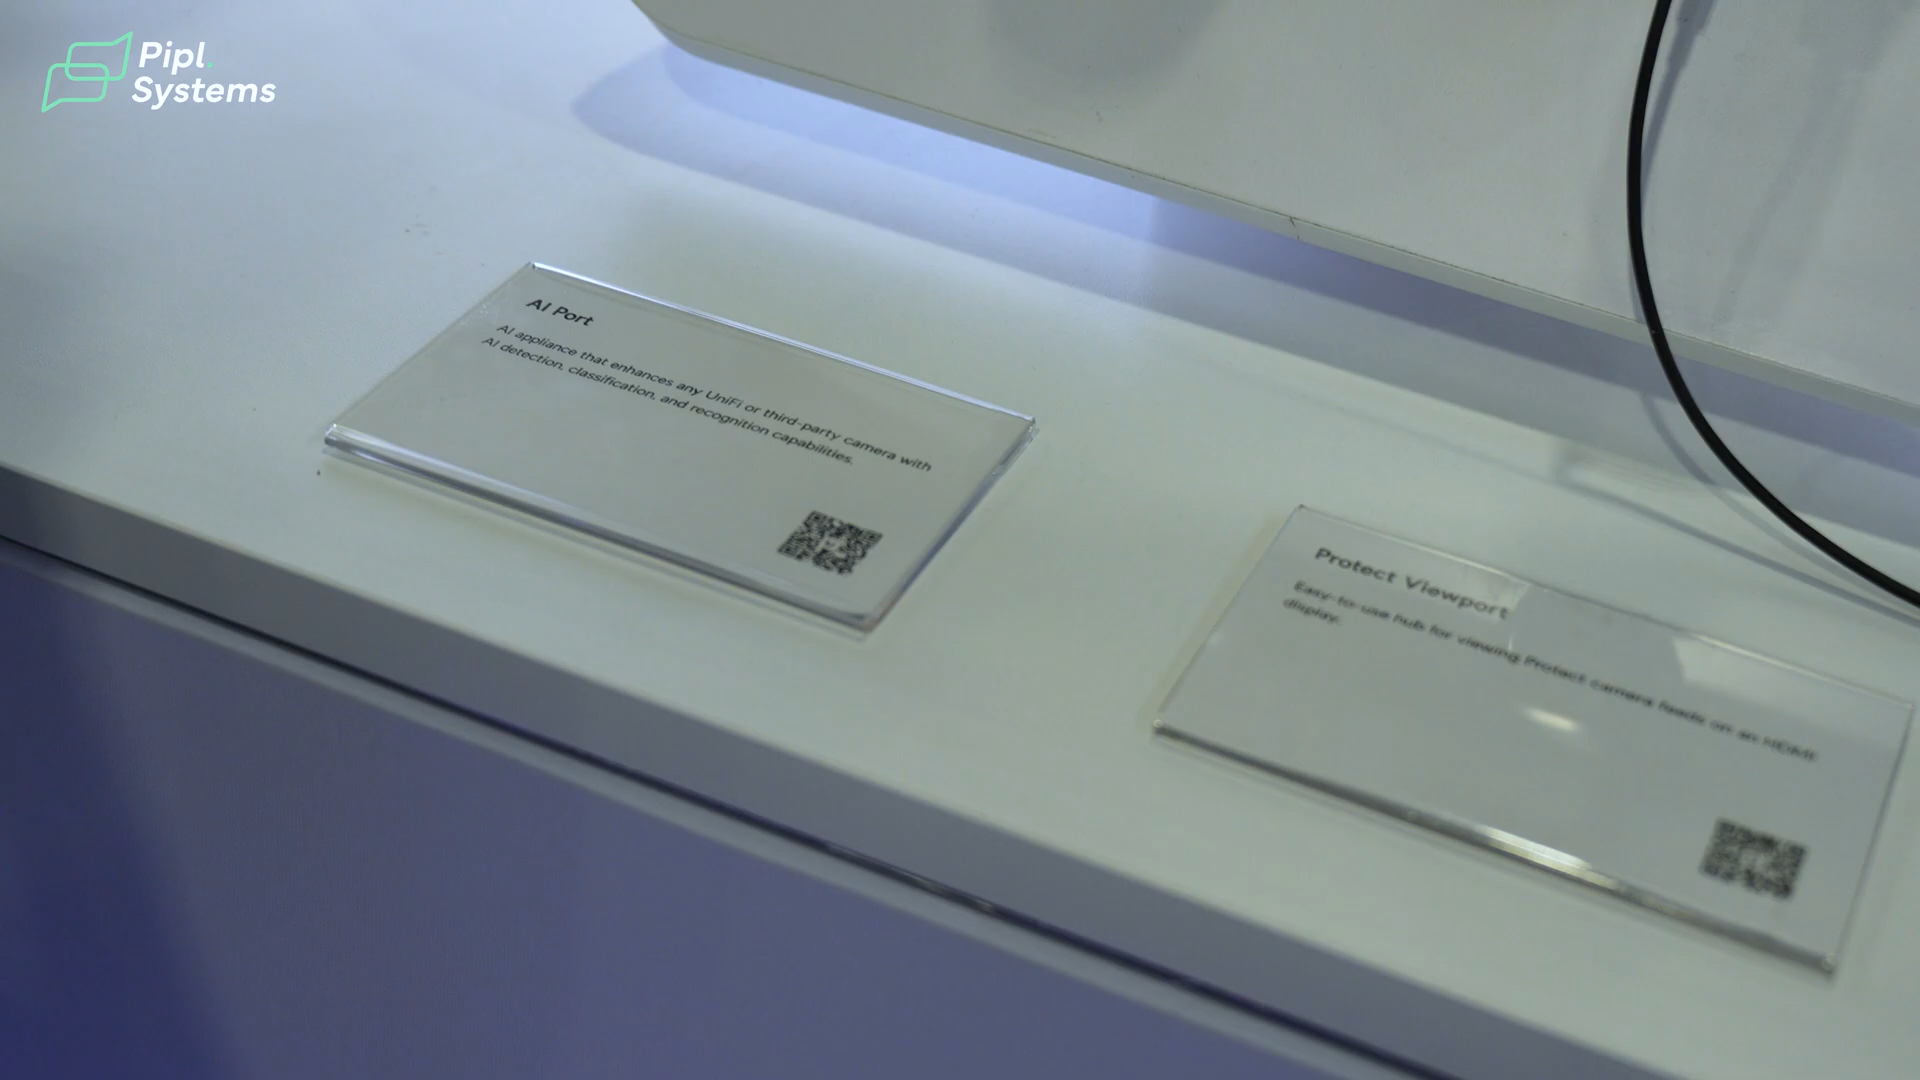 Pipl.
Systems
AI Port
AI appliance that enhances any UniFi or third-party camera with
AI detection, classification, and recognition capabilities.
Protect Viewport
Easy-to-use hub for viewing Protect camera feeds on an HDMI
display.